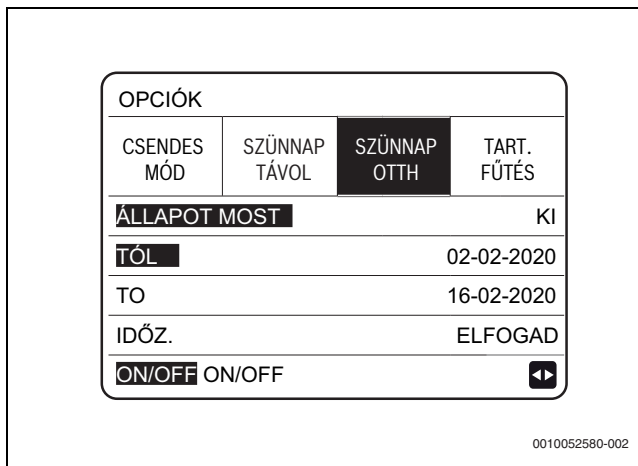 OPCIÓK
CSENDES MÓD
SZÜNNAP TÁVOL
SZÜNNAP OTTH
TART. FŰTÉS
ÁLLAPOT MOST KI
TÓL 02-02-2020
TO 16-02-2020
IDŐZ. ELFOGAD
ON/OFF ON/OFF
0010052580-002